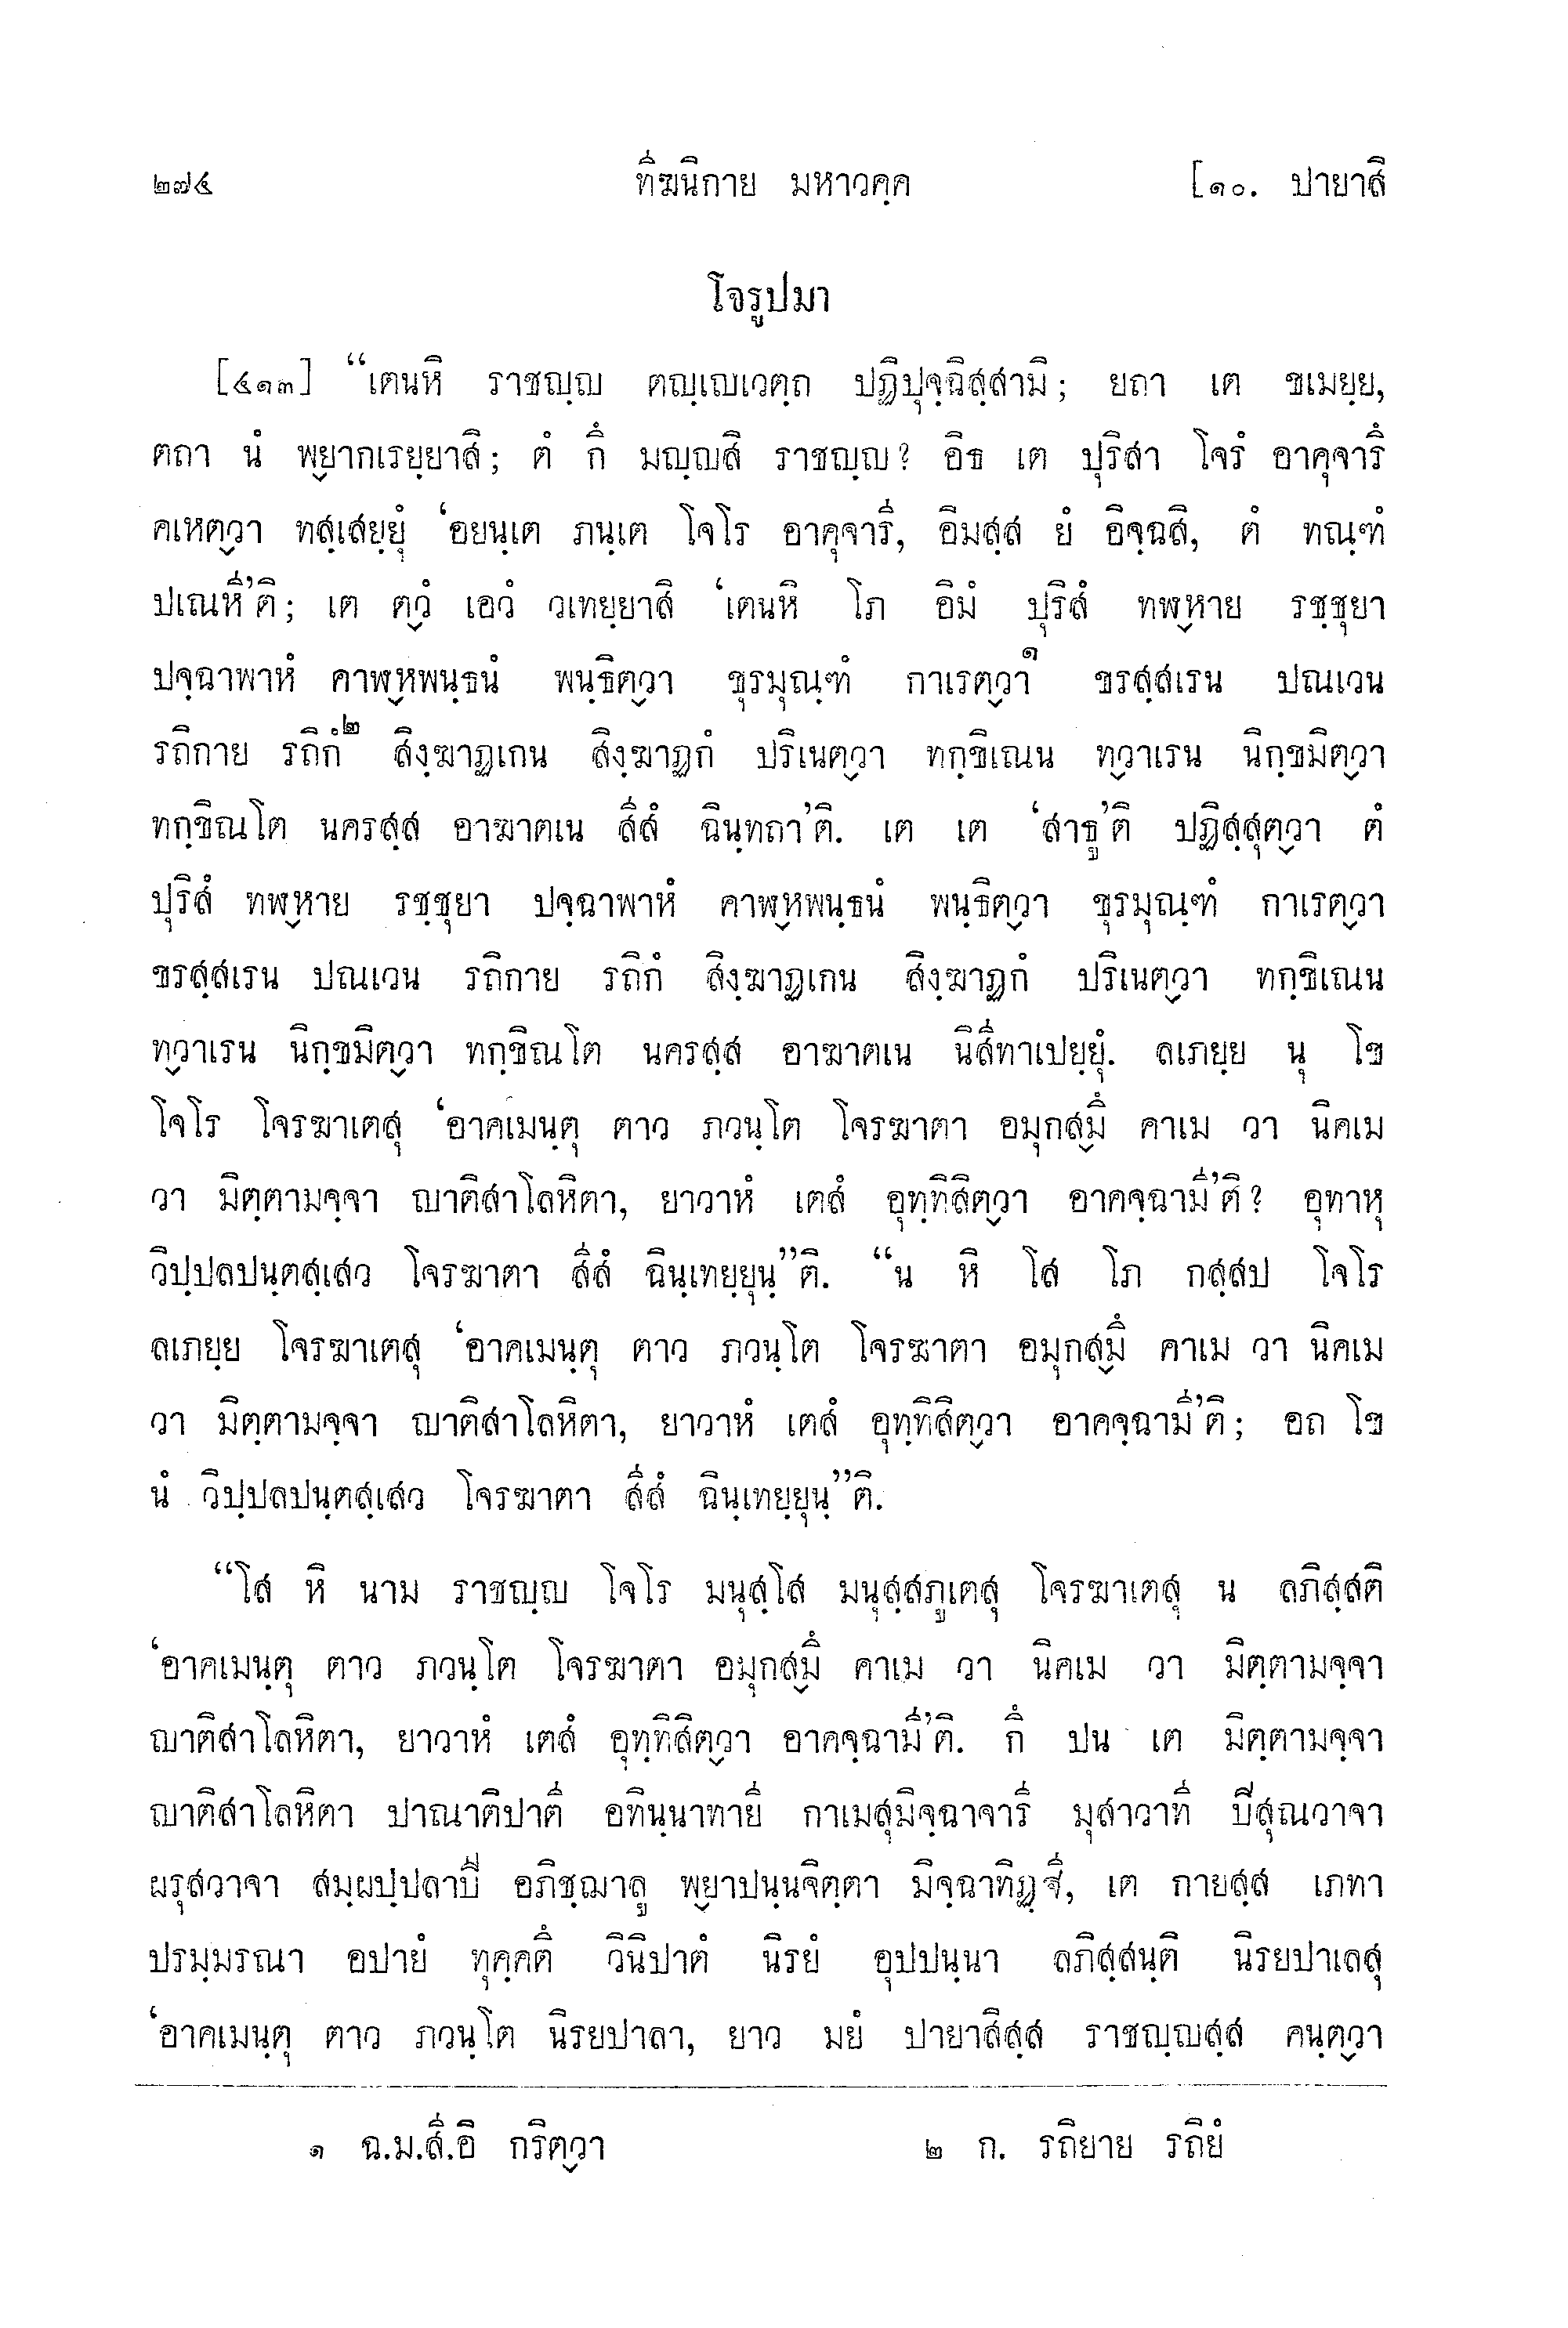 ๒๗๔ ทีฆนิกาย มหาวคฺค [๑๐. ปายาสิ
โจรูปมา
[๔๑๓] “เตนหิ ราชญฺญ ตญฺเญเวตฺถ ปฏิปุจฺฉิสฺสามิ; ยถา เต ขเมยฺย,
ตถา นํ พฺยากเรยฺยาสิ; ตํ กึ มญฺญสิ ราชญฺญ? อิธ เต ปุริสา โจรํ อาคุจารึ
คเหตฺวา ทสฺเสยฺยุํ ‘อยนฺเต ภนฺเต โจโร อาคุจารี, อิมสฺส ยํ อิจฺฉสิ, ตํ ทณฺฑํ
ปเณหี’ติ; เต ตฺวํ เอวํ วเทยฺยาสิ ‘เตนหิ โภ อิมํ ปุริสํ ทฬฺหาย รชฺชุยา
ปจฺฉาพาหํ คาฬฺหพนฺธนํ พนฺธิตฺวา ขุรมุณฺฑํ กาเรตฺวา๑ ขรสฺสเรน ปณเวน
รถิกาย รถิกํ๒ สิงฺฆาฏเกน สิงฺฆาฏกํ ปริเนตฺวา ทกฺขิเณน ทฺวาเรน นิกฺขมิตฺวา
ทกฺขิณโต นครสฺส อาฆาตเน สีสํ ฉินฺทถา’ติ. เต เต ‘สาธู’ติ ปฏิสฺสุตฺวา ตํ
ปุริสํ ทฬฺหาย รชฺชุยา ปจฺฉาพาหํ คาฬฺหพนฺธนํ พนฺธิตฺวา ขุรมุณฺฑํ กาเรตฺวา
ขรสฺสเรน ปณเวน รถิกาย รถิกํ สิงฺฆาฏเกน สิงฺฆาฏกํ ปริเนตฺวา ทกฺขิเณน
ทฺวาเรน นิกฺขมิตฺวา ทกฺขิณโต นครสฺส อาฆาตเน นิสีทาเปยฺยุํ. ลเภยฺย นุ โข
โจโร โจรฆาเตสุ ‘อาคเมนฺตุ ตาว ภวนฺโต โจรฆาตา อมุกสฺมึ คาเม วา นิคเม
วา มิตฺตามจฺจา ญาติสาโลหิตา, ยาวาหํ เตสํ อุทฺทิสิตฺวา อาคจฺฉามี’ติ? อุทาหุ
วิปฺปลปนฺตสฺเสว โจรฆาตา สีสํ ฉินฺเทยฺยุนฺ”ติ. “น หิ โส โภ กสฺสป โจโร
ลเภยฺย โจรฆาเตสุ ‘อาคเมนฺตุ ตาว ภวนฺโต โจรฆาตา อมุกสฺมึ คาเม วา นิคเม
วา มิตฺตามจฺจา ญาติสาโลหิตา, ยาวาหํ เตสํ อุทฺทิสิตฺวา อาคจฺฉามี’ติ; อถ โข
นํ วิปฺปลปนฺตสฺเสว โจรฆาตา สีสํ ฉินฺเทยฺยุนฺ”ติ.
“โส หิ นาม ราชญฺญ โจโร มนุสฺโส มนุสฺสภูเตสุ โจรฆาเตสุ น ลภิสฺสติ
‘อาคเมนฺตุ ตาว ภวนฺโต โจรฆาตา อมุกสฺมึ คาเม วา นิคเม วา มิตฺตามจฺจา
ญาติสาโลหิตา, ยาวาหํ เตสํ อุทฺทิสิตฺวา อาคจฺฉามี’ติ. กึ ปน เต มิตฺตามจฺจา
ญาติสาโลหิตา ปาณาติปาตี อทินฺนาทายี กาเมสุมิจฺฉาจารี มุสาวาที ปิสุณวาจา
ผรุสวาจา สมฺผปฺปลาปี อภิชฺฌาลู พฺยาปนฺนจิตฺตา มิจฺฉาทิฏฺฐี, เต กายสฺส เภทา
ปรมฺมรณา อปายํ ทุคฺคตึ วินิปาตํ นิรยํ อุปปนฺนา ลภิสฺสนฺติ นิรยปาเลสุ
‘อาคเมนฺตุ ตาว ภวนฺโต นิรยปาลา, ยาว มยํ ปายาสิสฺส ราชญฺญสฺส คนฺตฺวา
๑ ฉ.ม.สี.อิ กริตฺวา ๒ ก. รถิยาย รถิยํ